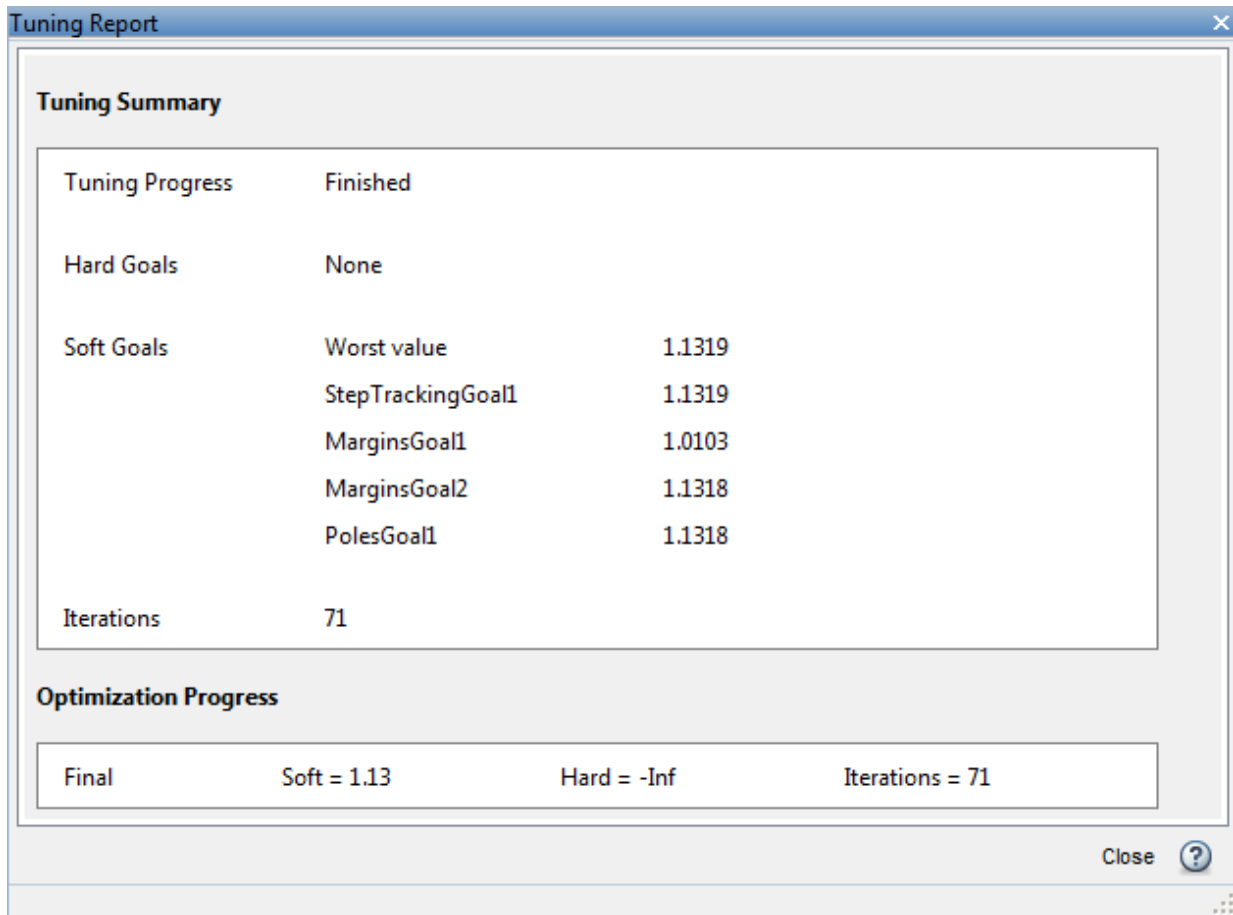 Tuning Report
Tuning Summary
Tuning Progress Finished
Hard Goals None
Soft Goals Worst value 1.1319
StepTrackingGoal1 1.1319
MarginsGoal1 1.0103
MarginsGoal2 1.1318
PolesGoal1 1.1318
Iterations 71
Optimization Progress
Final Soft = 1.13 Hard = -Inf Iterations = 71
Close ?